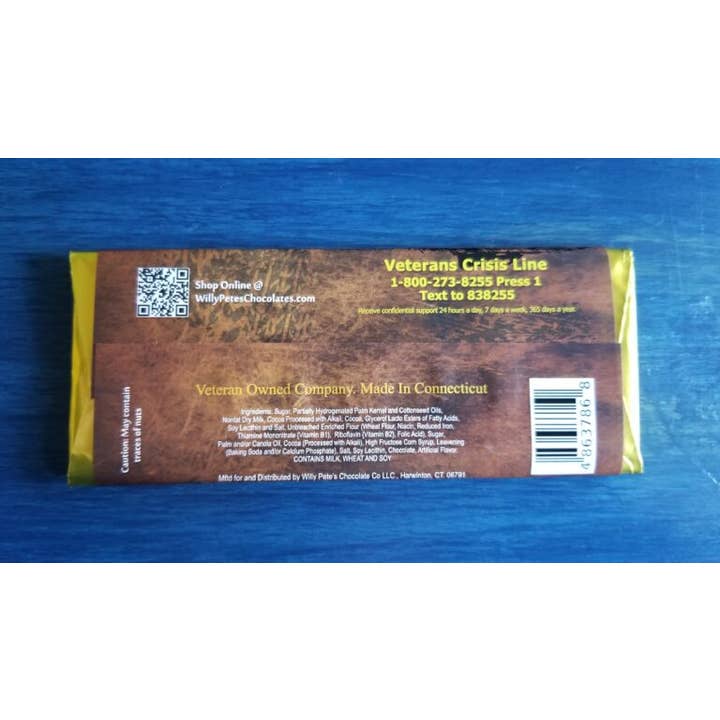 Shop Online @
WillyPetesChocolates.com
Veterans Crisis Line
1-800-273-8255 Press 1
Text to 838255
Receive confidential support 24 hours a day, 7 days a week, 365 days a year.
Veteran Owned Company. Made In Connecticut
Ingredients: Sugar, Partially Hydrogenated Palm Kernel and Cottonseed Oils,
Nonfat Dry Milk, Cocoa Processed with Alkali, Cocoa, Glycerol Lacto Esters of Fatty Acids,
Soy Lecithin and Salt, Unbleached Enriched Flour (Wheat Flour, Niacin, Reduced Iron,
Thiamine Mononitrate (Vitamin B1), Riboflavin (Vitamin B2), Folic Acid), Sugar,
Palm and/or Canola Oil, Cocoa (Processed with Alkali), High Fructose Corn Syrup, Leavening
(Baking Soda and/or Calcium Phosphate), Salt, Soy Lecithin, Chocolate, Artificial Flavor.
CONTAINS MILK, WHEAT AND SOY
Mftd for and Distributed by Willy Pete's Chocolate Co LLC., Harwinton, CT. 06791
Caution: May contain
traces of nuts
4 863786 8